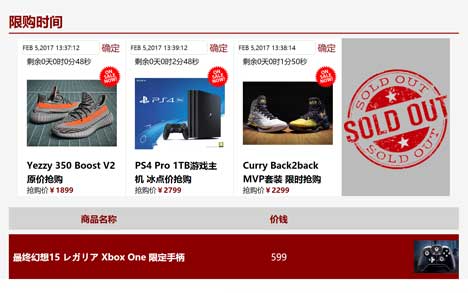 限购时间
FEB 5,2017 13:37:12 确定
剩余0天0时0分48秒
ON SALE NOW!
Yezzy 350 Boost V2
原价抢购
抢购价¥1899
FEB 5,2017 13:39:12 确定
剩余0天0时2分48秒
ON SALE NOW!
PS4 Pro
PS4 Pro 1TB游戏主
机 冰点价抢购
抢购价¥2799
FEB 5,2017 13:38:14 确定
剩余0天0时1分50秒
ON SALE NOW!
Curry Back2back
MVP套装 限时抢购
抢购价¥2299
SOLD OUT
SOLD OUT
SOLD OUT
商品名称 价钱
最终幻想15 レガリア Xbox One 限定手柄 599